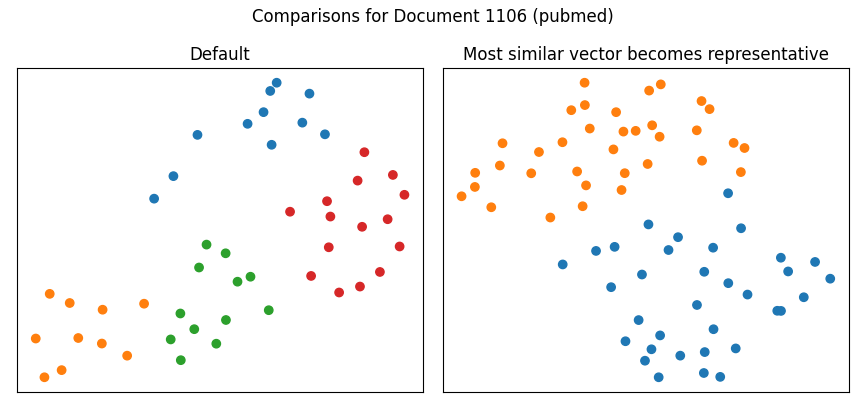 Comparisons for Document 1106 (pubmed)
Default
Most similar vector becomes representative